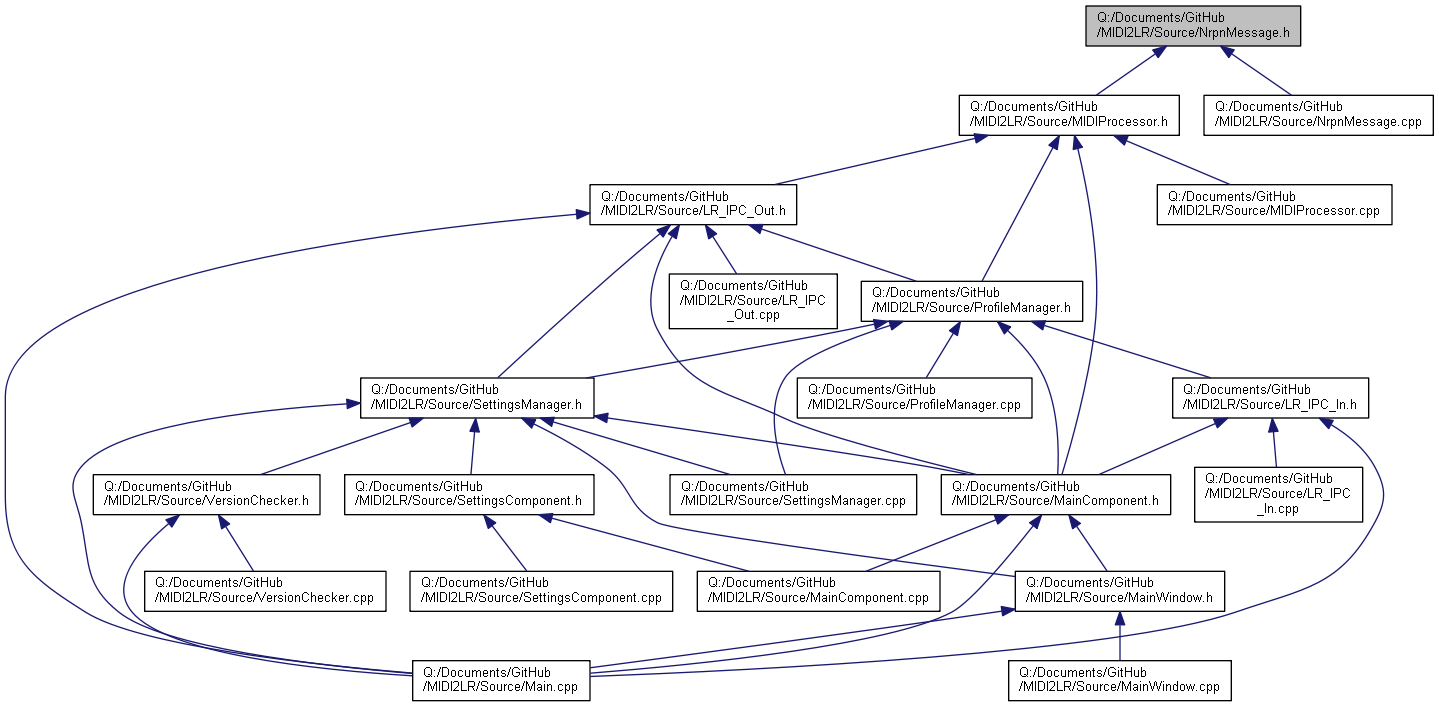 Q:/Documents/GitHub
/MIDI2LR/Source/NrpnMessage.h
Q:/Documents/GitHub
/MIDI2LR/Source/MIDIProcessor.h
Q:/Documents/GitHub
/MIDI2LR/Source/NrpnMessage.cpp
Q:/Documents/GitHub
/MIDI2LR/Source/LR_IPC_Out.h
Q:/Documents/GitHub
/MIDI2LR/Source/MIDIProcessor.cpp
Q:/Documents/GitHub
/MIDI2LR/Source/LR_IPC
_Out.cpp
Q:/Documents/GitHub
/MIDI2LR/Source/ProfileManager.h
Q:/Documents/GitHub
/MIDI2LR/Source/SettingsManager.h
Q:/Documents/GitHub
/MIDI2LR/Source/ProfileManager.cpp
Q:/Documents/GitHub
/MIDI2LR/Source/LR_IPC_In.h
Q:/Documents/GitHub
/MIDI2LR/Source/VersionChecker.h
Q:/Documents/GitHub
/MIDI2LR/Source/SettingsComponent.h
Q:/Documents/GitHub
/MIDI2LR/Source/SettingsManager.cpp
Q:/Documents/GitHub
/MIDI2LR/Source/MainComponent.h
Q:/Documents/GitHub
/MIDI2LR/Source/LR_IPC
_In.cpp
Q:/Documents/GitHub
/MIDI2LR/Source/VersionChecker.cpp
Q:/Documents/GitHub
/MIDI2LR/Source/SettingsComponent.cpp
Q:/Documents/GitHub
/MIDI2LR/Source/MainComponent.cpp
Q:/Documents/GitHub
/MIDI2LR/Source/MainWindow.h
Q:/Documents/GitHub
/MIDI2LR/Source/Main.cpp
Q:/Documents/GitHub
/MIDI2LR/Source/MainWindow.cpp